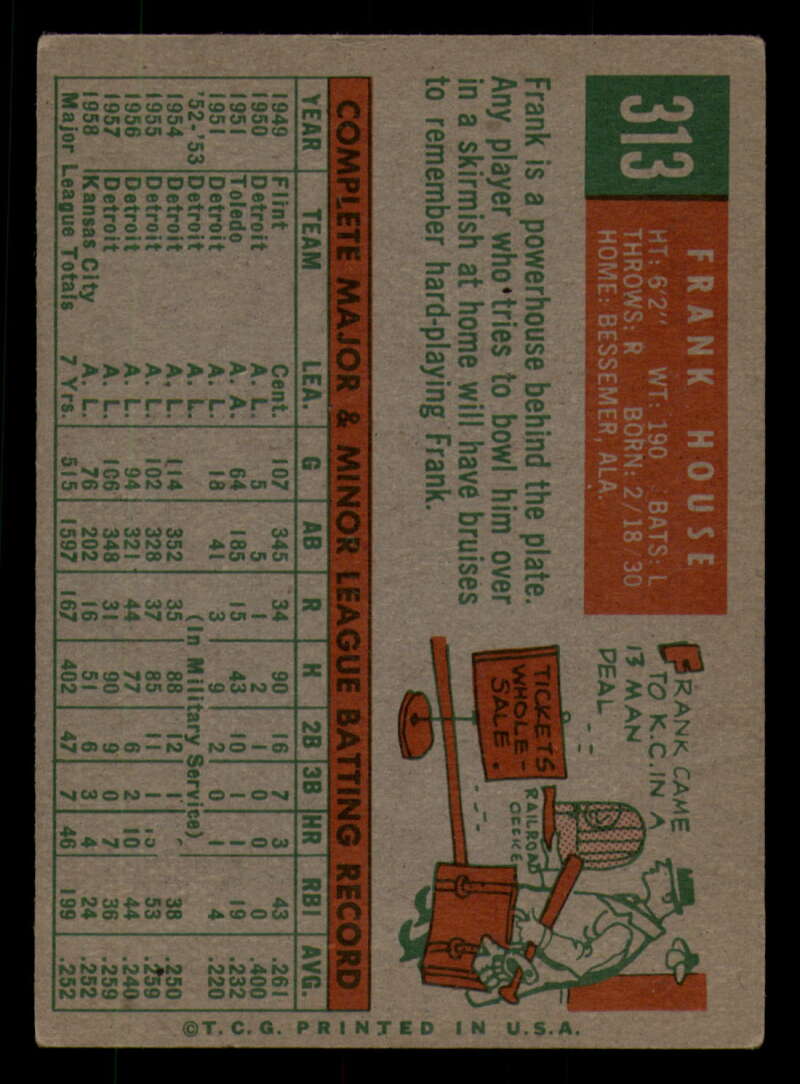 313
FRANK HOUSE
HT: 6'2" WT: 190 BATS: L
THROWS: R BORN: 2/18/30
HOME: BESSEMER, ALA.
Frank is a powerhouse behind the plate.
Any player who tries to bowl him over
in a skirmish at home will have bruises
to remember hard-playing Frank.
FRANK CAME
TO K.C. IN A
13 MAN
DEAL
TICKETS
WHOLE-
SALE.
RAILROAD
OFFICE
COMPLETE MAJOR & MINOR LEAGUE BATTING RECORD
YEAR TEAM LEA. G AB R H 2B 3B HR RBI AVG.
1949 Flint Cent. 107 345 34 90 16 7 3 43 .261
1950 Detroit A. L. 5 5 1 2 1 0 0 0 .400
1951 Toledo A. A. 64 185 15 43 10 1 1 19 .232
1951 Detroit A. L. 18 41 3 9 2 0 1 4 .220
'52-'53 Detroit A. L. (In Military Service)
1954 Detroit A. L. 114 352 35 88 12 1 38 .250
1955 Detroit A. L. 102 328 37 85 11 1 15 53 .259
1956 Detroit A. L. 94 321 44 77 6 2 10 44 .240
1957 Detroit A. L. 106 348 31 90 9 0 7 36 .259
1958 Kansas City A. L. 76 202 16 51 6 3 4 24 .252
Major League Totals 7 Yrs. 515 1597 167 402 47 7 46 199 .252
©T.C.G. PRINTED IN U.S.A.